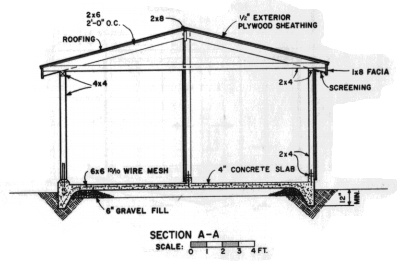 2x6
2'-0" O.C.
2x8
1/2" EXTERIOR
PLYWOOD SHEATHING
ROOFING
4x4
2x4
1x8 FACIA
SCREENING
2x4
6x6 10/10 WIRE MESH
4" CONCRETE SLAB
12"
MIN.
6" GRAVEL FILL
SECTION A-A
SCALE:
0 1 2 3 4 FT.